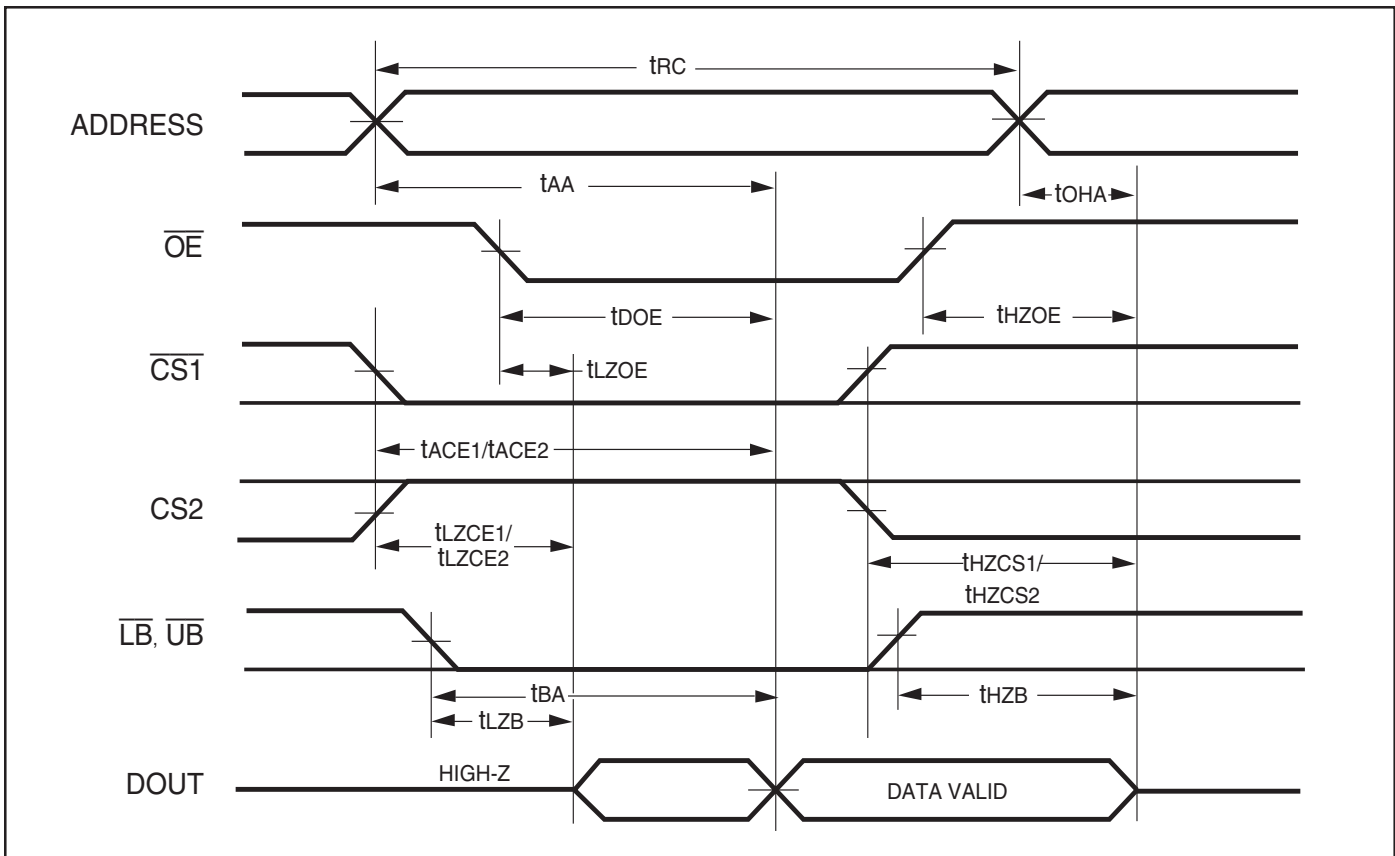 tRC
ADDRESS
tAA
tOHA
OE
tDOE
tHZOE
CS1
tLZOE
tACE1/tACE2
CS2
tLZCE1/
tLZCE2
tHZCS1/
tHZCS2
LB, UB
tBA
tHZB
tLZB
HIGH-Z
DOUT
DATA VALID